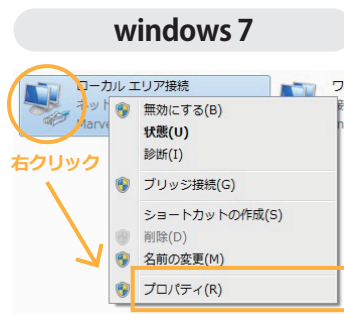 windows 7
ローカル エリア接続
ネット
Marve
無効にする(B)
状態(U)
診断(I)
右クリック
ブリッジ接続(G)
ショートカットの作成(S)
削除(D)
名前の変更(M)
プロパティ(R)